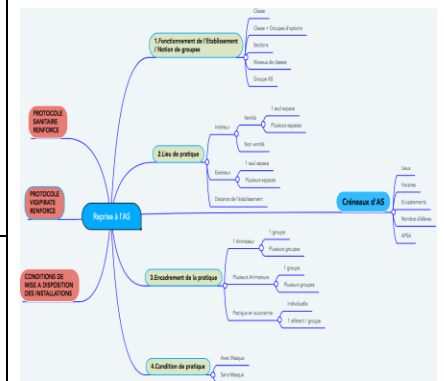 PROTOCOLE
SANITAIRE
RENFORCE
PROTOCOLE
VIGIPIRATE
RENFORCE
CONDITIONS DE
MISE A DISPOSITION
DES INSTALLATIONS
Reprise à l'AS
1.Fonctionnement de l'Etablissement
/ Notion de groupes
Classe
Classe + Groupes d'options
Sections
Niveaux de classes
Groupe AS
2.Lieu de pratique
Intérieur
Ventilé
1 seul espace
Plusieurs espaces
Non ventilé
Extérieur
1 seul espace
Plusieurs espaces
Distance de l'établissement
Créneaux d'AS
Lieux
Horaires
Encadrements
Nombre d'élèves
APSA
3.Encadrement de la pratique
1 Animateur
1 groupe
Plusieurs groupes
Plusieurs Animateurs
1 groupe
Plusieurs groupes
Pratique en autonomie
Individuelle
1 référent / groupe
4.Condition de pratique
Avec Masque
Sans Masque